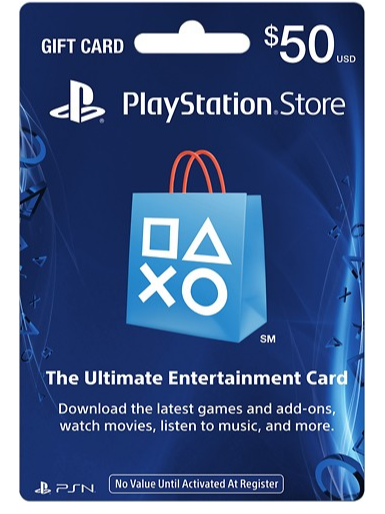 GIFT CARD $50 USD
PlayStation.Store
SM
The Ultimate Entertainment Card
Download the latest games and add-ons,
watch movies, listen to music, and more.
PSN No Value Until Activated At Register